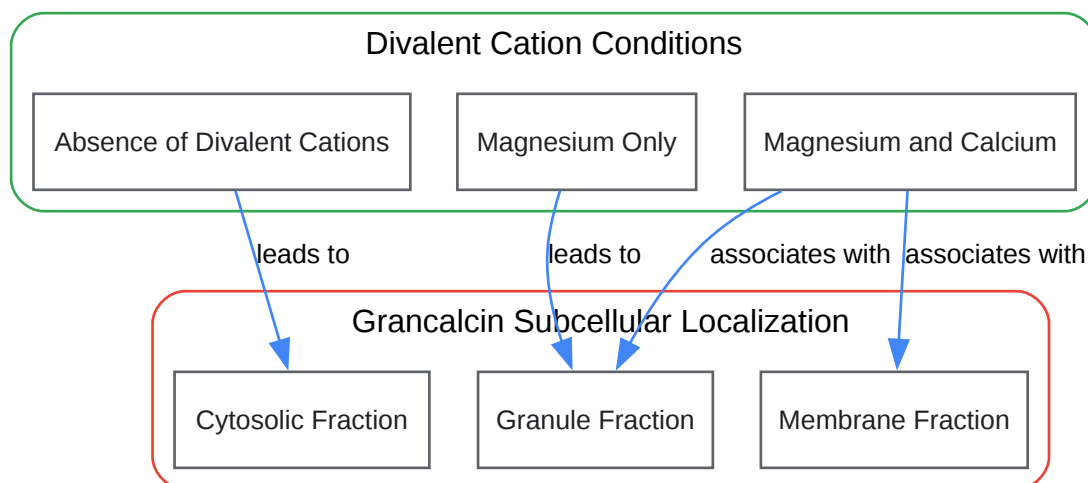 Divalent Cation Conditions
Absence of Divalent Cations
Magnesium Only
Magnesium and Calcium
leads to
leads to
associates with
associates with
Grancalcin Subcellular Localization
Cytosolic Fraction
Granule Fraction
Membrane Fraction